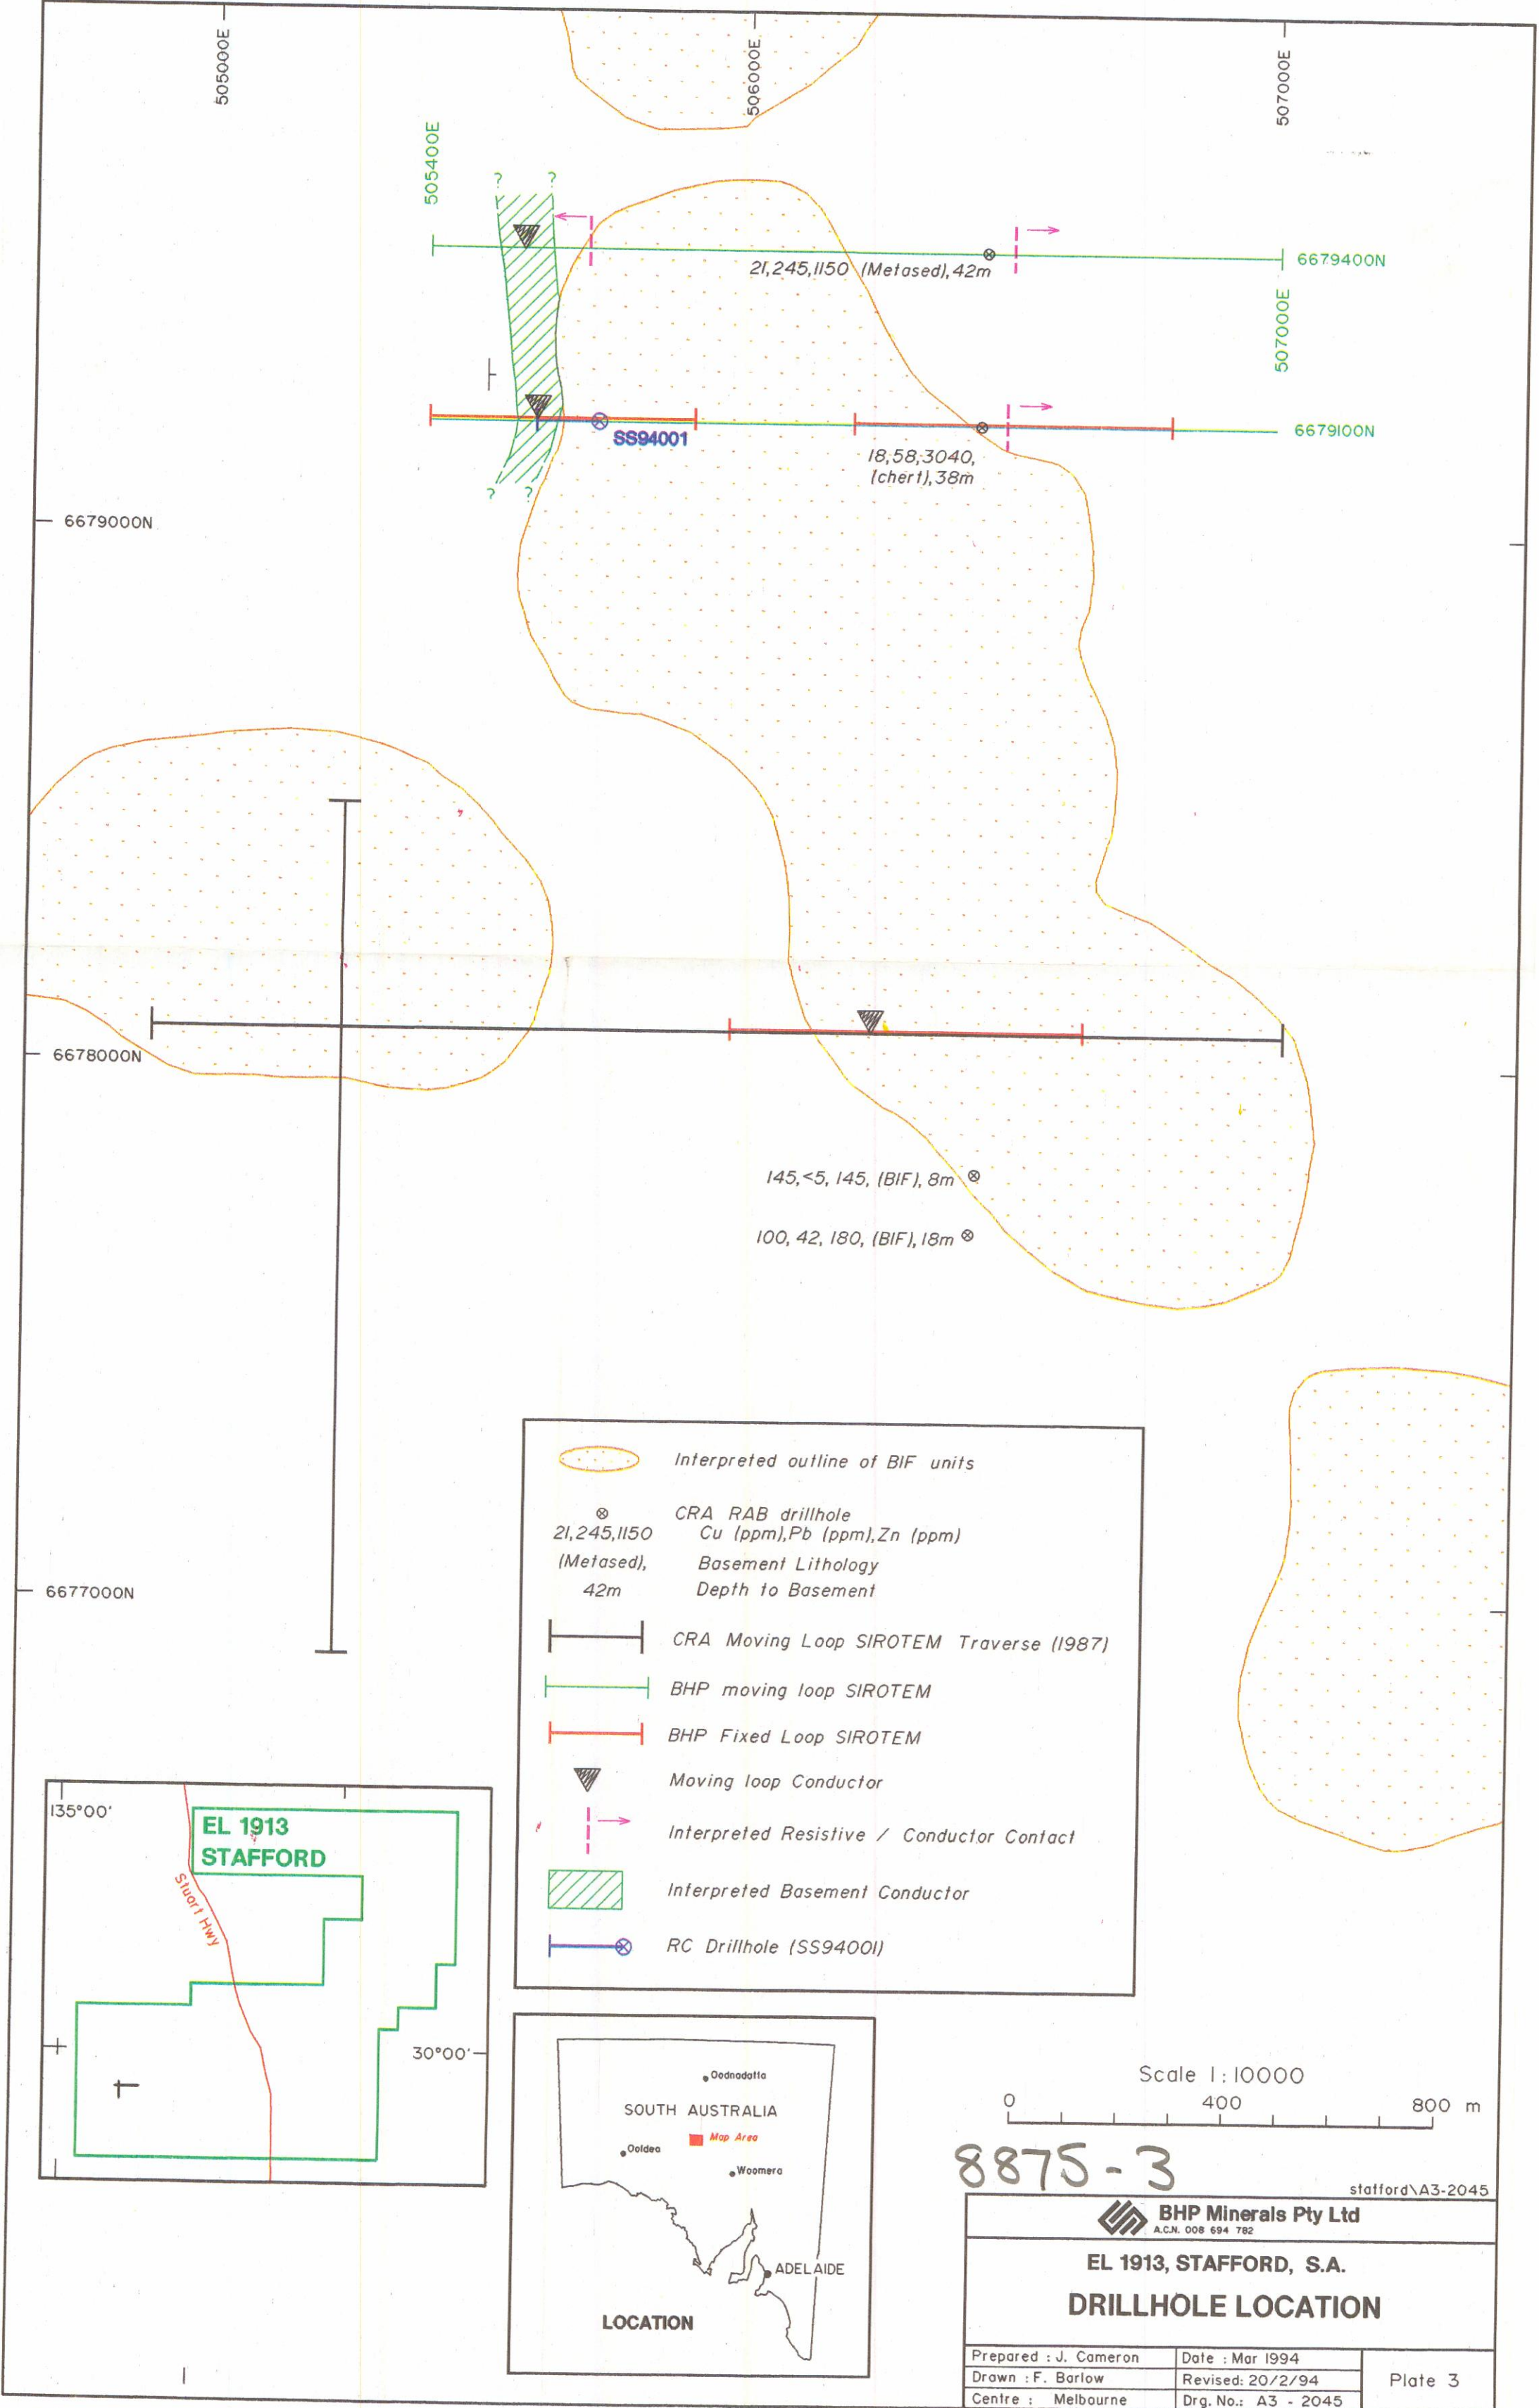 505000E
506000E
507000E
505400E
? ?
6679400N
21,245,1150 (Metased),42m
507000E
SS94001
6679100N
18,58,3040,
(chert),38m
? ?
6679000N
6678000N
145,<5, 145, (BIF), 8m
100, 42, 180, (BIF), 18m
6677000N
Interpreted outline of BIF units
CRA RAB drillhole
21,245,1150 Cu (ppm),Pb (ppm),Zn (ppm)
(Metased), Basement Lithology
42m Depth to Basement
CRA Moving Loop SIROTEM Traverse (1987)
BHP moving loop SIROTEM
BHP Fixed Loop SIROTEM
Moving loop Conductor
Interpreted Resistive / Conductor Contact
Interpreted Basement Conductor
RC Drillhole (SS94001)
135°00'
EL 1913
STAFFORD
Stuart Hwy
30°00'
Oodnadatta
SOUTH AUSTRALIA
Map Area
Ooldea
Woomera
ADELAIDE
LOCATION
Scale 1:10000
0 400 800 m
8875-3
stafford\A3-2045
BHP Minerals Pty Ltd
A.C.N. 008 694 782
EL 1913, STAFFORD, S.A.
DRILLHOLE LOCATION
Prepared : J. Cameron Date : Mar 1994
Drawn : F. Barlow Revised: 20/2/94 Plate 3
Centre : Melbourne Drg. No.: A3 - 2045